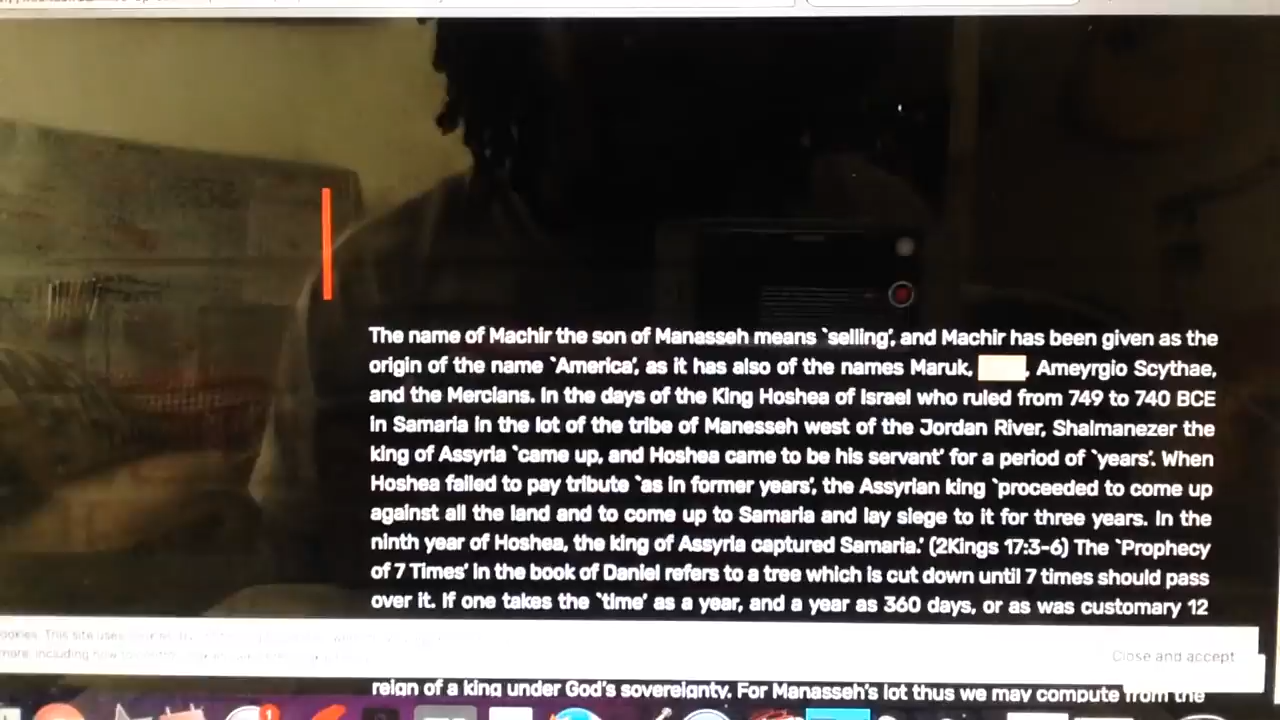 The name of Machir the son of Manasseh means `selling', and Machir has been given as the
origin of the name `America', as it has also of the names Maruk, , Ameyrgio Scythae,
and the Mercians. In the days of the King Hoshea of Israel who ruled from 749 to 740 BCE
in Samaria in the lot of the tribe of Manesseh west of the Jordan River, Shalmanezer the
king of Assyria `came up, and Hoshea came to be his servant' for a period of `years'. When
Hoshea failed to pay tribute `as in former years', the Assyrian king `proceeded to come up
against all the land and to come up to Samaria and lay siege to it for three years. In the
ninth year of Hoshea, the king of Assyria captured Samaria.' (2Kings 17:3-6) The `Prophecy
of 7 Times' in the book of Daniel refers to a tree which is cut down until 7 times should pass
over it. If one takes the `time' as a year, and a year as 360 days, or as was customary 12
ookies. This site uses
Close and accept
reign of a king under God's sovereignty. For Manasseh's lot thus we may compute from the
1